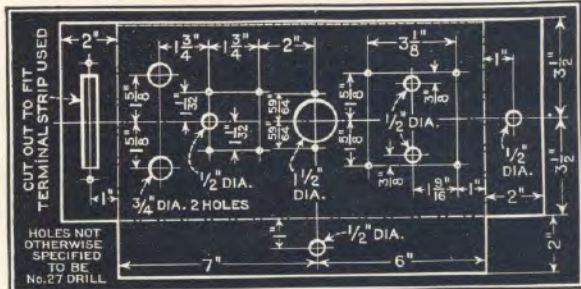 2"
1 3/4"
1 3/4"
2"
3 1/8"
1"
3 1/2"
3 1/2"
CUT OUT TO FIT
TERMINAL STRIP USED
5/8"
5/8"
1 1/32"
1 1/32"
59/64"
59/64"
5/8"
5/8"
3/8"
3/8"
1/2" DIA.
1/2" DIA.
1/2" DIA.
1 1/2" DIA.
3/4" DIA. 2 HOLES
1"
1 9/16"
1"
2"
HOLES NOT
OTHERWISE
SPECIFIED
TO BE
No. 27 DRILL
1"
1/2" DIA.
2"
7"
6"